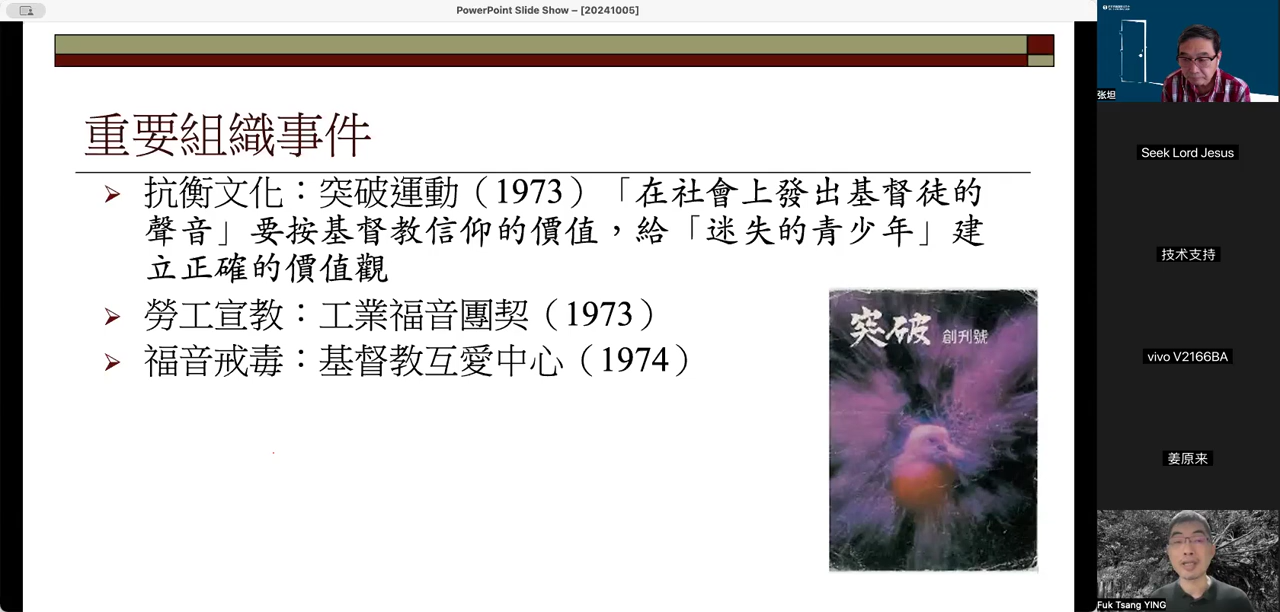 PowerPoint Slide Show – [20241005]
重要組織事件
➢ 抗衡文化：突破運動（1973）「在社會上發出基督徒的
聲音」要按基督教信仰的價值，給「迷失的青少年」建
立正確的價值觀
➢ 勞工宣教：工業福音團契（1973）
➢ 福音戒毒：基督教互愛中心（1974）
突破 創刊號
张坦
Seek Lord Jesus
技术支持
vivo V2166BA
姜原来
Fuk Tsang YING